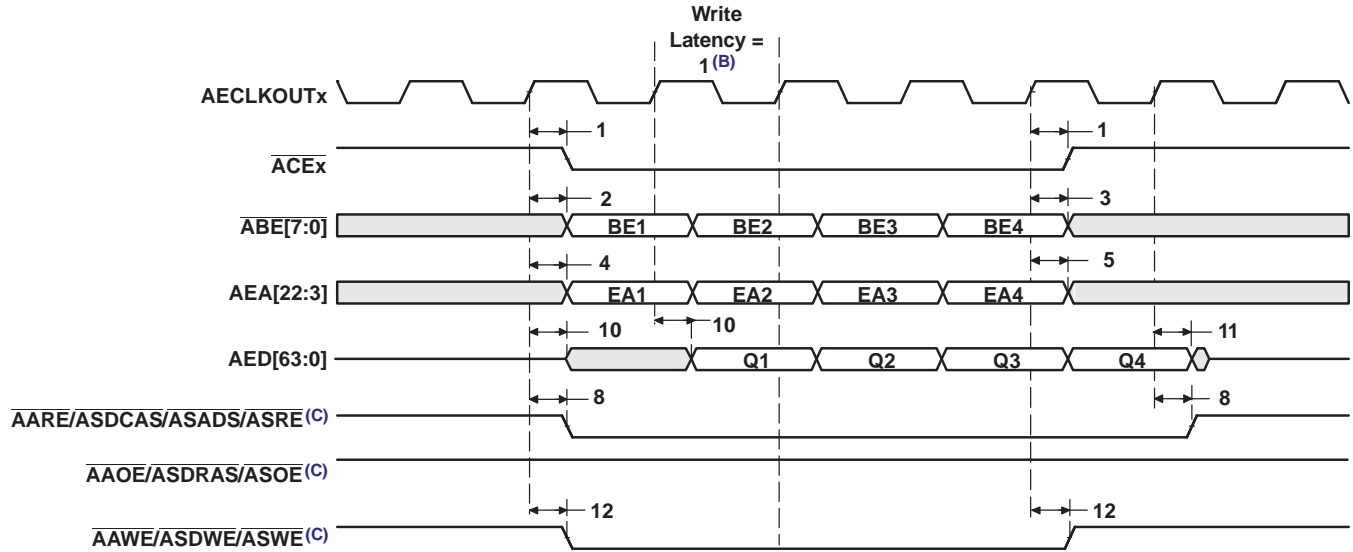 Write
Latency =
1(B)
AECLKOUTx
1 1
ACEx
2 3
ABE[7:0] BE1 BE2 BE3 BE4
4 5
AEA[22:3] EA1 EA2 EA3 EA4
10 10 11
AED[63:0] Q1 Q2 Q3 Q4
8 8
AARE/ASDCAS/ASADS/ASRE(C)
AAOE/ASDRAS/ASOE(C)
12 12
AAWE/ASDWE/ASWE(C)